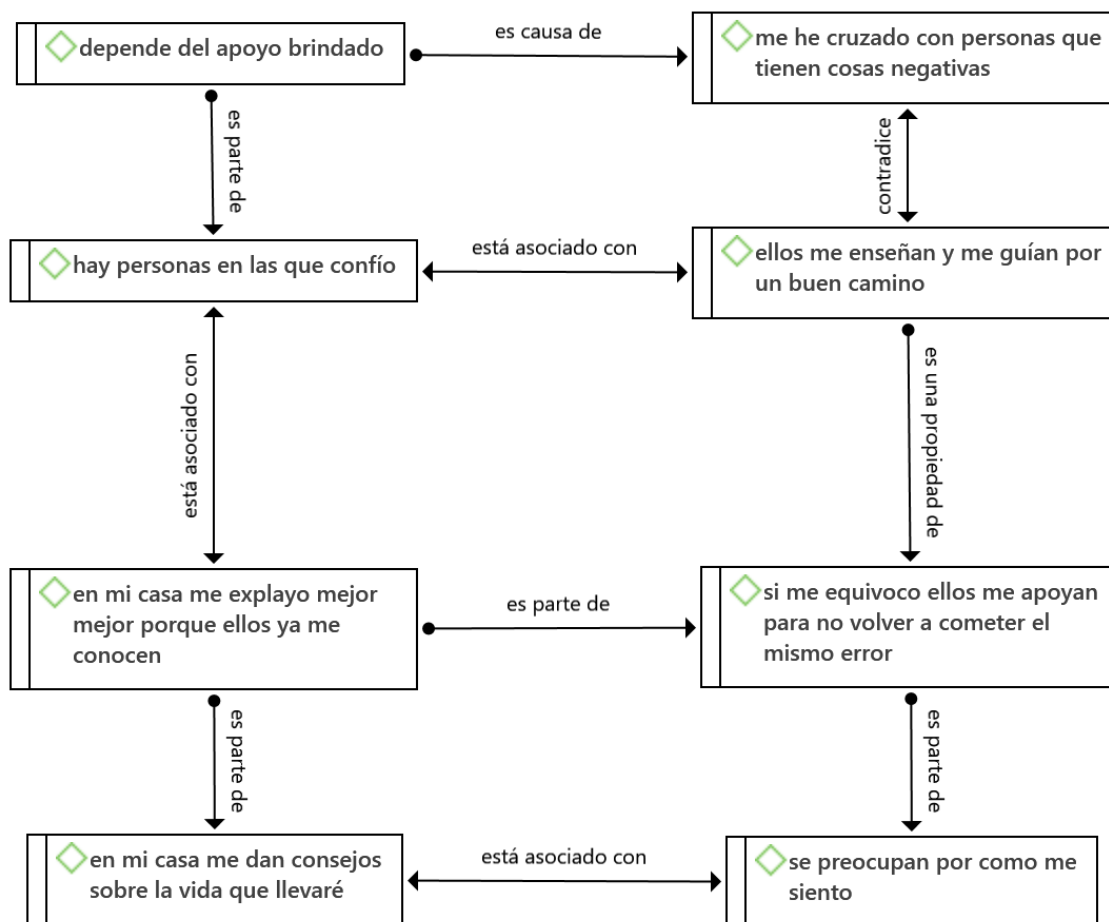 depende del apoyo brindado
es causa de
me he cruzado con personas que
tienen cosas negativas
es parte de
contradice
hay personas en las que confío
está asociado con
ellos me enseñan y me guían por
un buen camino
está asociado con
es una propiedad de
en mi casa me explayo mejor
mejor porque ellos ya me
conocen
es parte de
si me equivoco ellos me apoyan
para no volver a cometer el
mismo error
es parte de
es parte de
en mi casa me dan consejos
sobre la vida que llevaré
está asociado con
se preocupan por como me
siento